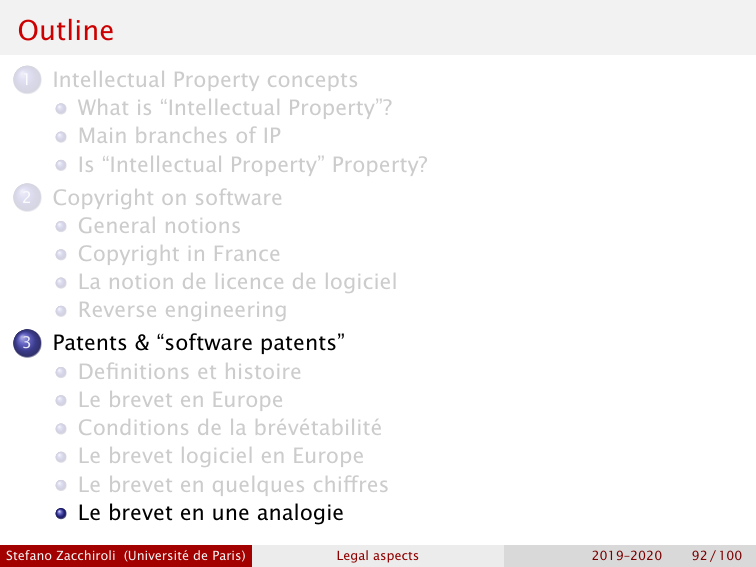 Outline
1 Intellectual Property concepts
What is “Intellectual Property”?
Main branches of IP
Is “Intellectual Property” Property?
2 Copyright on software
General notions
Copyright in France
La notion de licence de logiciel
Reverse engineering
3 Patents & “software patents”
Definitions et histoire
Le brevet en Europe
Conditions de la brévétabilité
Le brevet logiciel en Europe
Le brevet en quelques chiffres
Le brevet en une analogie
Stefano Zacchiroli (Université de Paris) Legal aspects 2019–2020 92 / 100